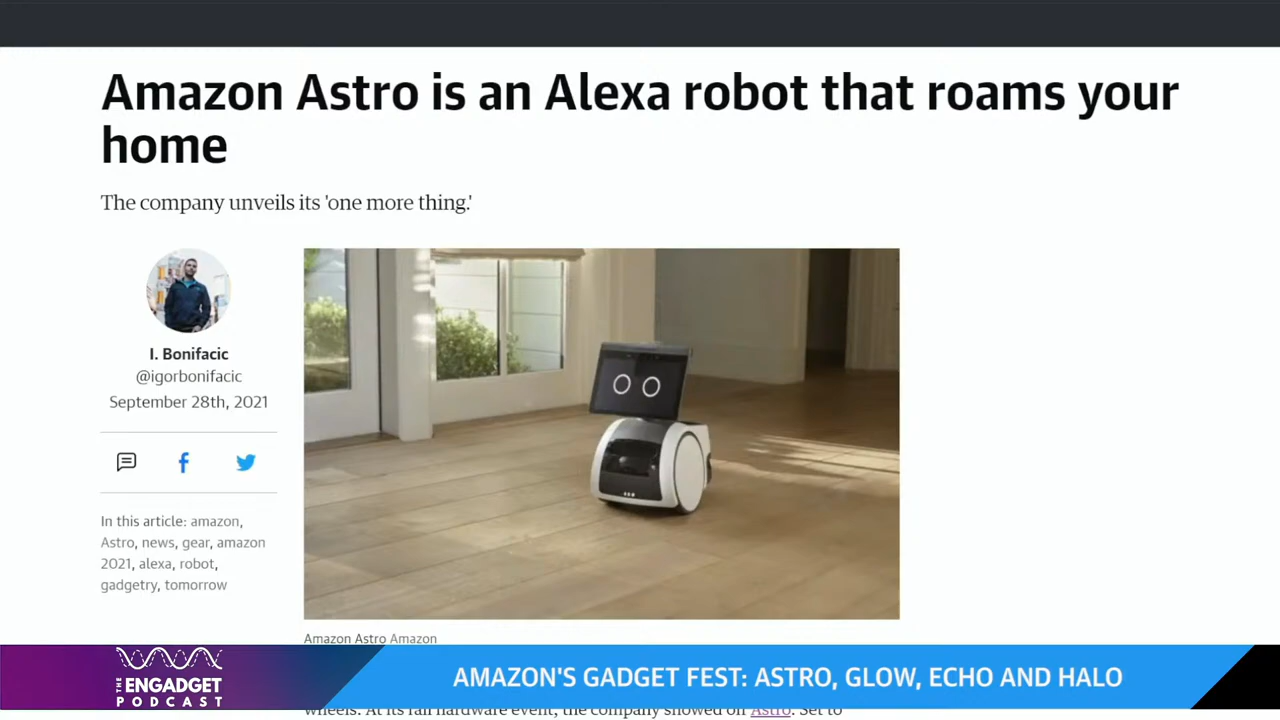 Amazon Astro is an Alexa robot that roams your
home
The company unveils its 'one more thing.'
I. Bonifacic
@igorbonifacic
September 28th, 2021
In this article: amazon,
Astro, news, gear, amazon
2021, alexa, robot,
gadgetry, tomorrow
Amazon Astro Amazon
wheels. At its fall hardware event, the company showed off Astro. Set to
THE
ENGADGET
PODCAST
AMAZON'S GADGET FEST: ASTRO, GLOW, ECHO AND HALO